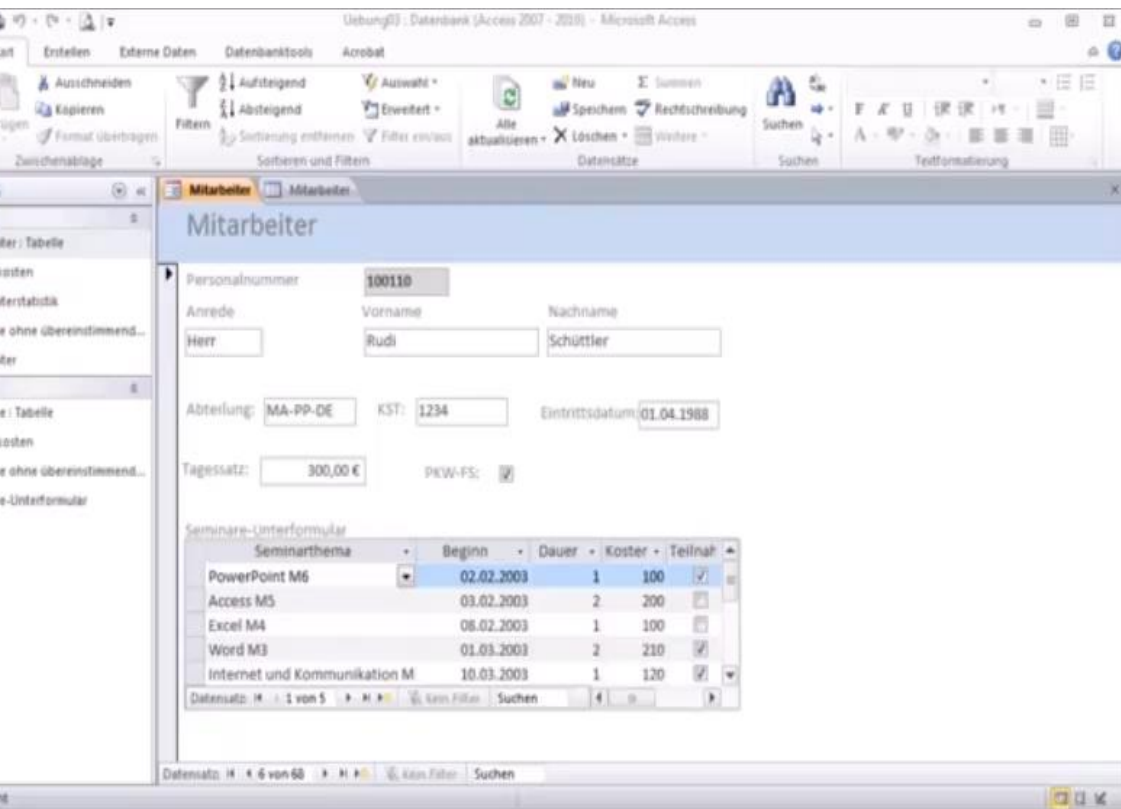 Uebung03 : Datenbank (Access 2007 - 2010) - Microsoft Access
Erstellen Externe Daten Datenbanktools Acrobat
Ausschneiden
Kopieren
Format übertragen
Zwischenablage
Filtern
Aufsteigend
Absteigend
Sortierung entfernen
Auswahl
Erweitert
Filter ein/aus
Sortieren und Filtern
Alle
aktualisieren
Neu
Speichern
Löschen
Summen
Rechtschreibung
Weitere
Datensätze
Suchen
Suchen
F K U
A
Textformatierung
ter : Tabelle
kosten
terstatistik
e ohne übereinstimmend...
ter
e : Tabelle
kosten
e ohne übereinstimmend...
e-Unterformular
Mitarbeiter Mitarbeiter
Mitarbeiter
Personalnummer 100110
Anrede Vorname Nachname
Herr Rudi Schüttler
Abteilung: MA-PP-DE KST: 1234 Eintrittsdatum: 01.04.1988
Tagessatz: 300,00 € PKW-FS:
Seminare-Unterformular
Seminarthema Beginn Dauer Koster Teilnah
PowerPoint M6 02.02.2003 1 100
Access M5 03.02.2003 2 200
Excel M4 08.02.2003 1 100
Word M3 01.03.2003 2 210
Internet und Kommunikation M 10.03.2003 1 120
Datensatz: 1 von 5 Kein Filter Suchen
Datensatz: 6 von 68 Kein Filter Suchen